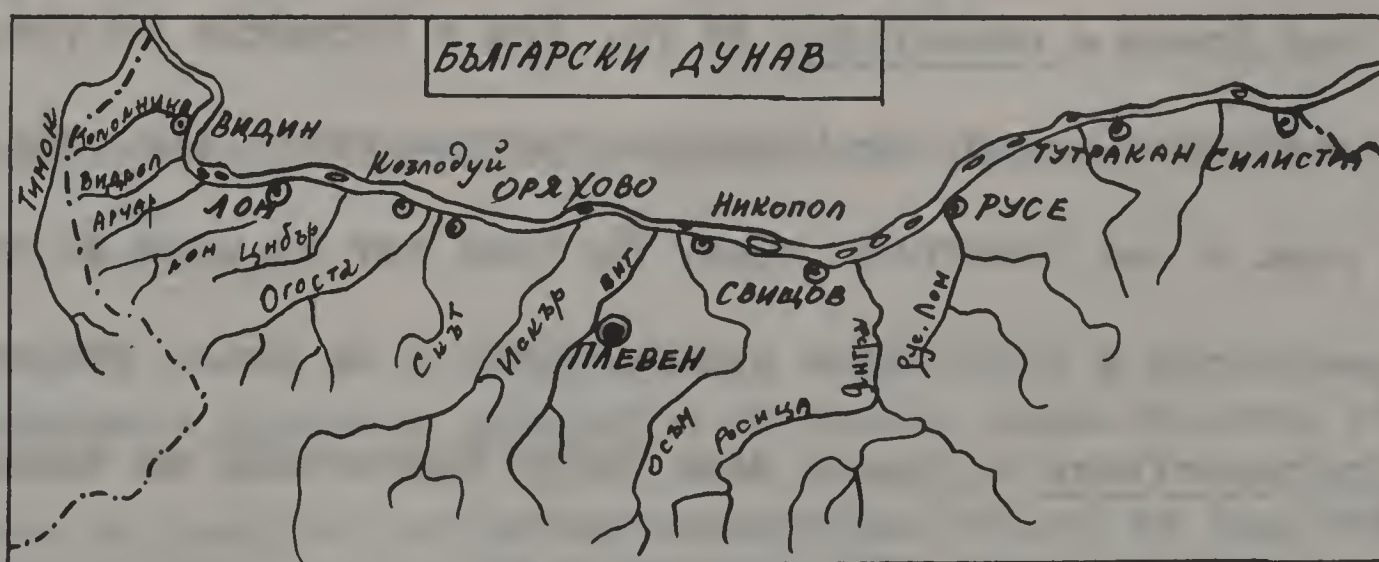 БЪЛГАРСКИ ДУНАВ
ТИМОК
ВИДИН
ВИДБОЛ
АРЧАР
ЛОМ
ЛОМ
Козлодуй
Цибър
Огоста
ОРЯХОВО
Скът
Искър
ВИТ
ПЛЕВЕН
Никопол
СВИЩОВ
ОСЪМ
РОСИЦА
Рус. Лом
РУСЕ
ТУТРАКАН
СИЛИСТРА